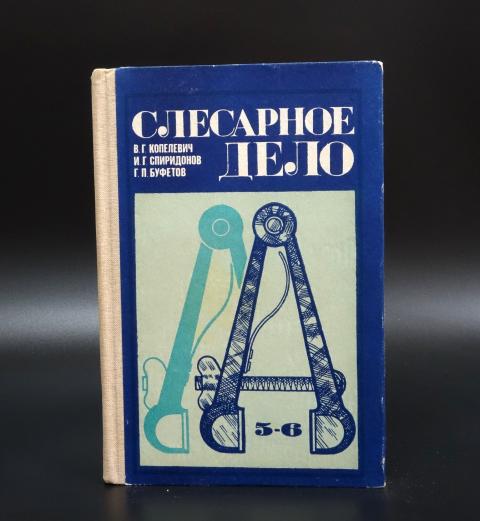 СЛЕСАРНОЕ
В. Г. КОПЕЛЕВИЧ
И. Г. СПИРИДОНОВ
Г. П. БУФЕТОВ
ДЕЛО
5-6